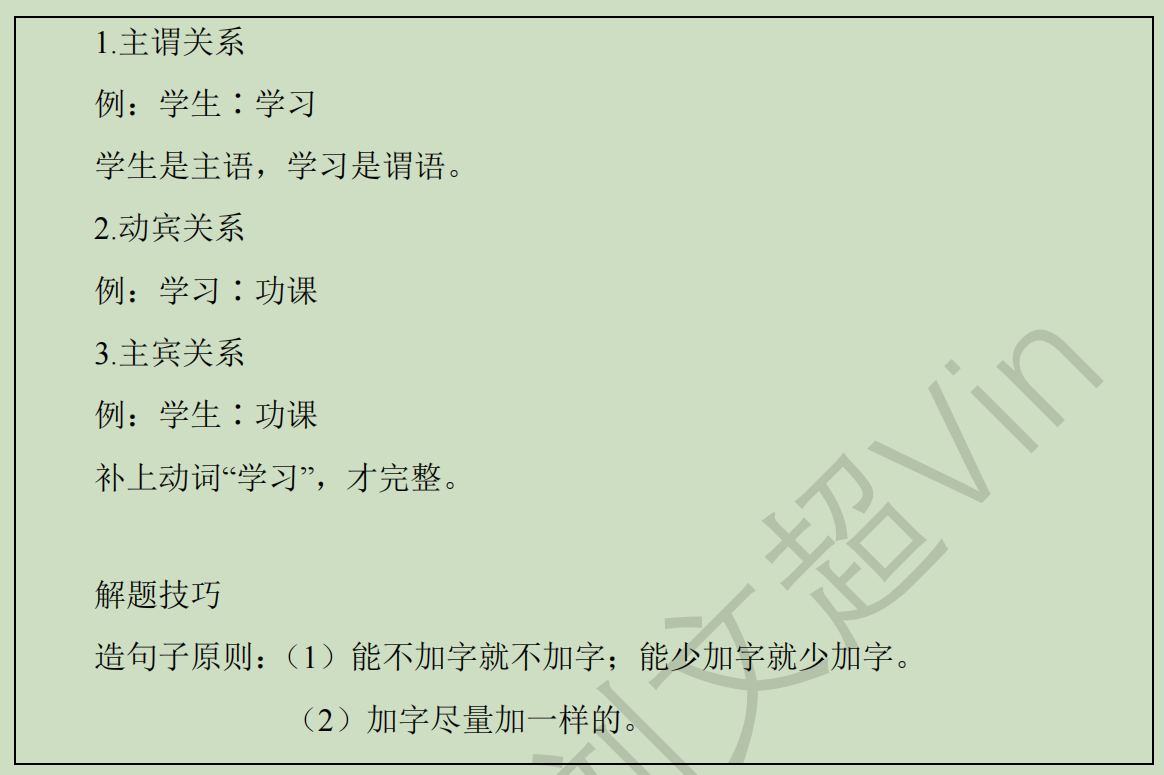 1.主谓关系
例：学生∶学习
学生是主语，学习是谓语。
2.动宾关系
例：学习∶功课
3.主宾关系
例：学生∶功课
补上动词“学习”，才完整。
解题技巧
造句子原则：（1）能不加字就不加字；能少加字就少加字。
（2）加字尽量加一样的。
刘文超Vin